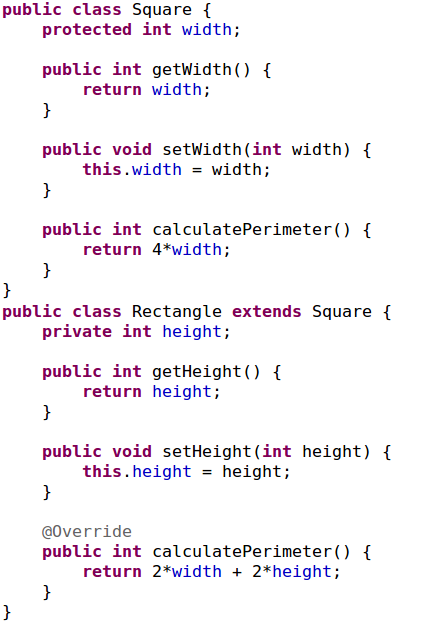 public class Square {
    protected int width;

    public int getWidth() {
        return width;
    }

    public void setWidth(int width) {
        this.width = width;
    }

    public int calculatePerimeter() {
        return 4*width;
    }
}
public class Rectangle extends Square {
    private int height;

    public int getHeight() {
        return height;
    }

    public void setHeight(int height) {
        this.height = height;
    }

    @Override
    public int calculatePerimeter() {
        return 2*width + 2*height;
    }
}